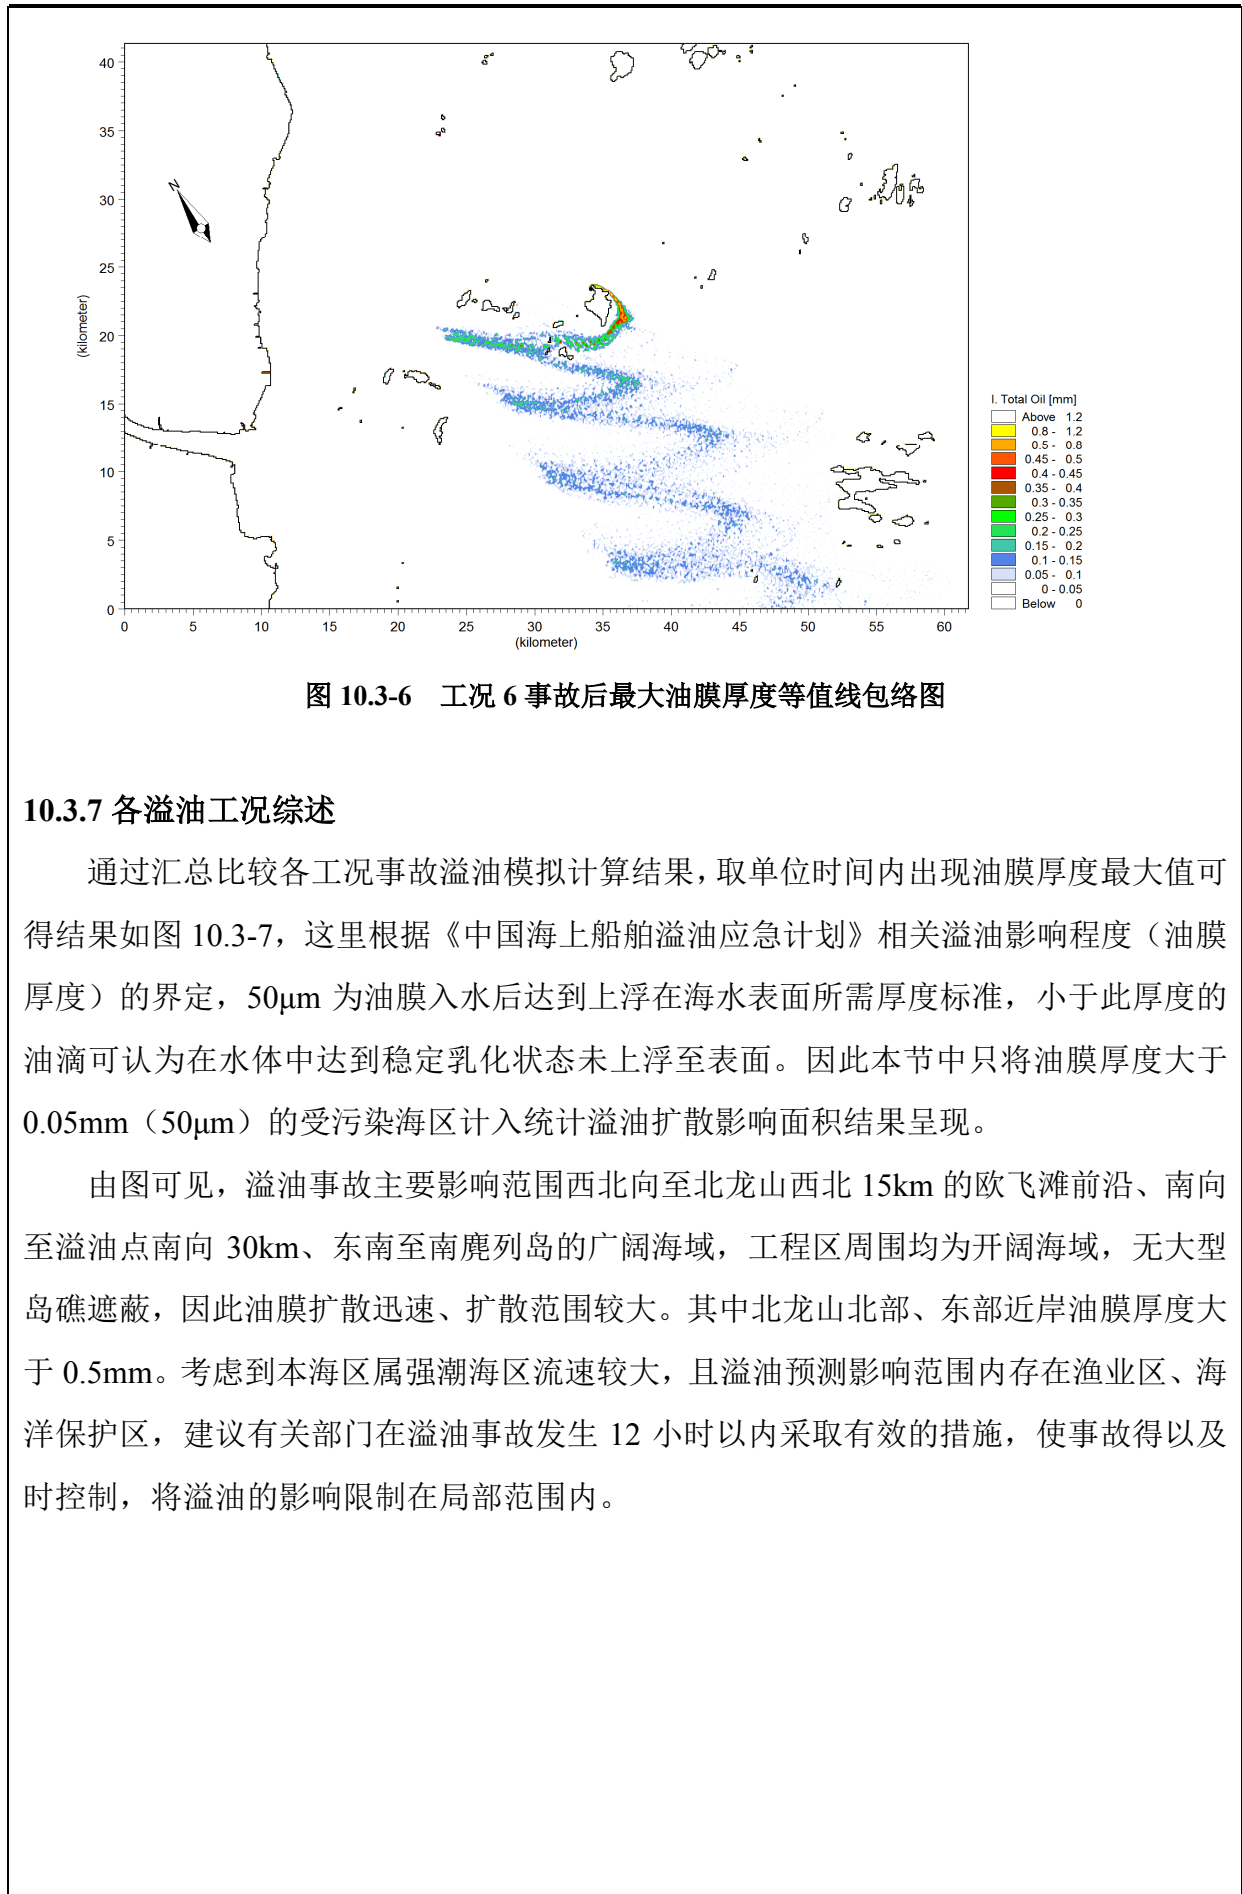 40
35
30
25
20
15
10
5
0
(kilometer)
N
0 5 10 15 20 25 30 35 40 45 50 55 60
(kilometer)
I. Total Oil [mm]
Above 1.2
0.8 - 1.2
0.5 - 0.8
0.45 - 0.5
0.4 - 0.45
0.35 - 0.4
0.3 - 0.35
0.25 - 0.3
0.2 - 0.25
0.15 - 0.2
0.1 - 0.15
0.05 - 0.1
0 - 0.05
Below 0
图 10.3-6 工况 6 事故后最大油膜厚度等值线包络图
10.3.7 各溢油工况综述
通过汇总比较各工况事故溢油模拟计算结果，取单位时间内出现油膜厚度最大值可
得结果如图 10.3-7，这里根据《中国海上船舶溢油应急计划》相关溢油影响程度（油膜
厚度）的界定，50μm 为油膜入水后达到上浮在海水表面所需厚度标准，小于此厚度的
油滴可认为在水体中达到稳定乳化状态未上浮至表面。因此本节中只将油膜厚度大于
0.05mm（50μm）的受污染海区计入统计溢油扩散影响面积结果呈现。
由图可见，溢油事故主要影响范围西北向至北龙山西北 15km 的欧飞滩前沿、南向
至溢油点南向 30km、东南至南麂列岛的广阔海域，工程区周围均为开阔海域，无大型
岛礁遮蔽，因此油膜扩散迅速、扩散范围较大。其中北龙山北部、东部近岸油膜厚度大
于 0.5mm。考虑到本海区属强潮海区流速较大，且溢油预测影响范围内存在渔业区、海
洋保护区，建议有关部门在溢油事故发生 12 小时以内采取有效的措施，使事故得以及
时控制，将溢油的影响限制在局部范围内。